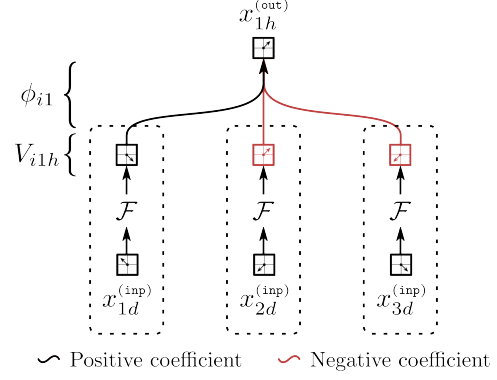 x_{1h}^{(out)}
ϕ_{i1}
V_{i1h}
ℱ ℱ ℱ
x_{1d}^{(inp)} x_{2d}^{(inp)} x_{3d}^{(inp)}
Positive coefficient Negative coefficient